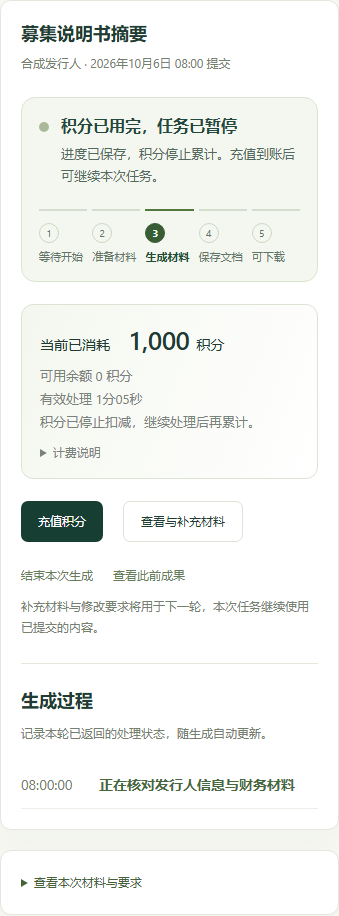 募集说明书摘要
合成发行人 · 2026年10月6日 08:00 提交
积分已用完，任务已暂停
进度已保存，积分停止累计。充值到账后
可继续本次任务。
1 2 3 4 5
等待开始 准备材料 生成材料 保存文档 可下载
当前已消耗 1,000 积分
可用余额 0 积分
有效处理 1分05秒
积分已停止扣减，继续处理后再累计。
计费说明
充值积分 查看与补充材料
结束本次生成 查看此前成果
补充材料与修改要求将用于下一轮，本次任务继续使用
已提交的内容。
生成过程
记录本轮已返回的处理状态，随生成自动更新。
08:00:00 正在核对发行人信息与财务材料
查看本次材料与要求